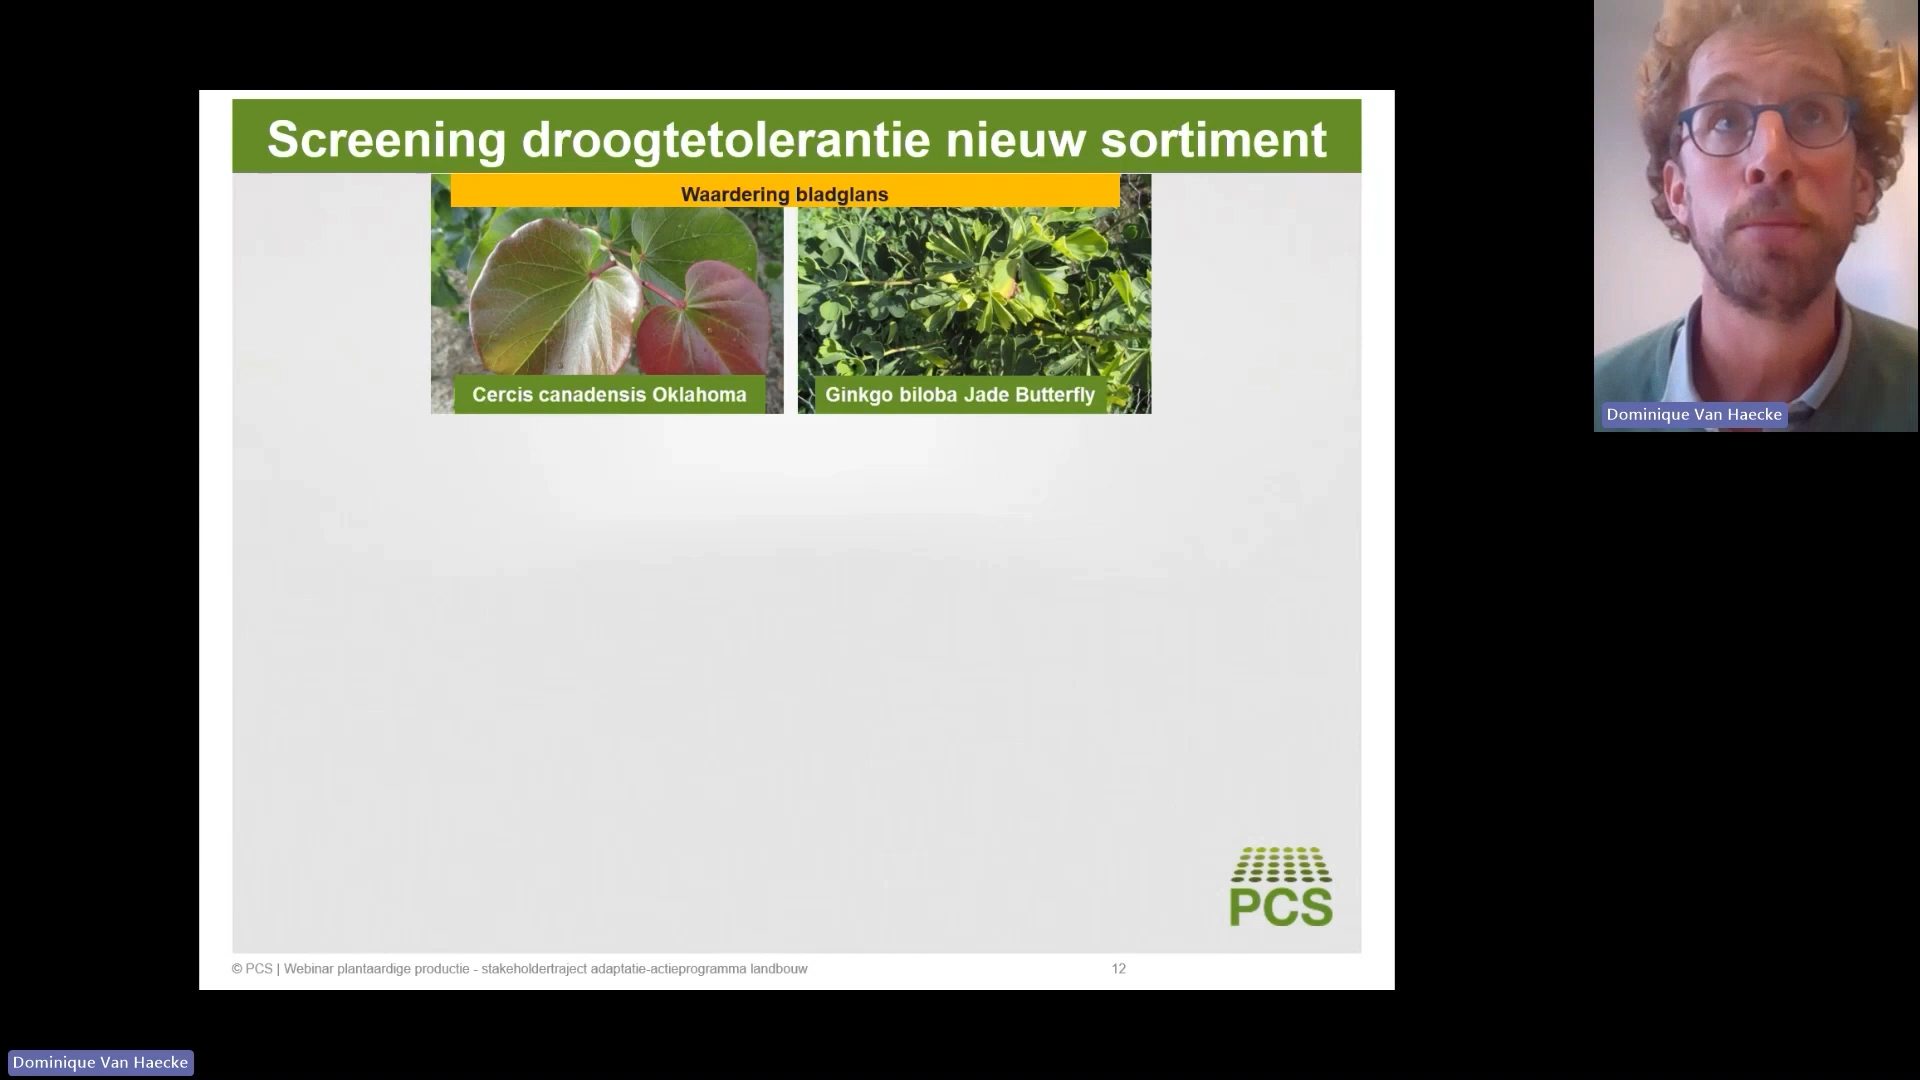 Screening droogtetolerantie nieuw sortiment
Waardering bladglans
Cercis canadensis Oklahoma
Ginkgo biloba Jade Butterfly
PCS
© PCS | Webinar plantaardige productie - stakeholdertraject adaptatie-actieprogramma landbouw
12
Dominique Van Haecke
Dominique Van Haecke